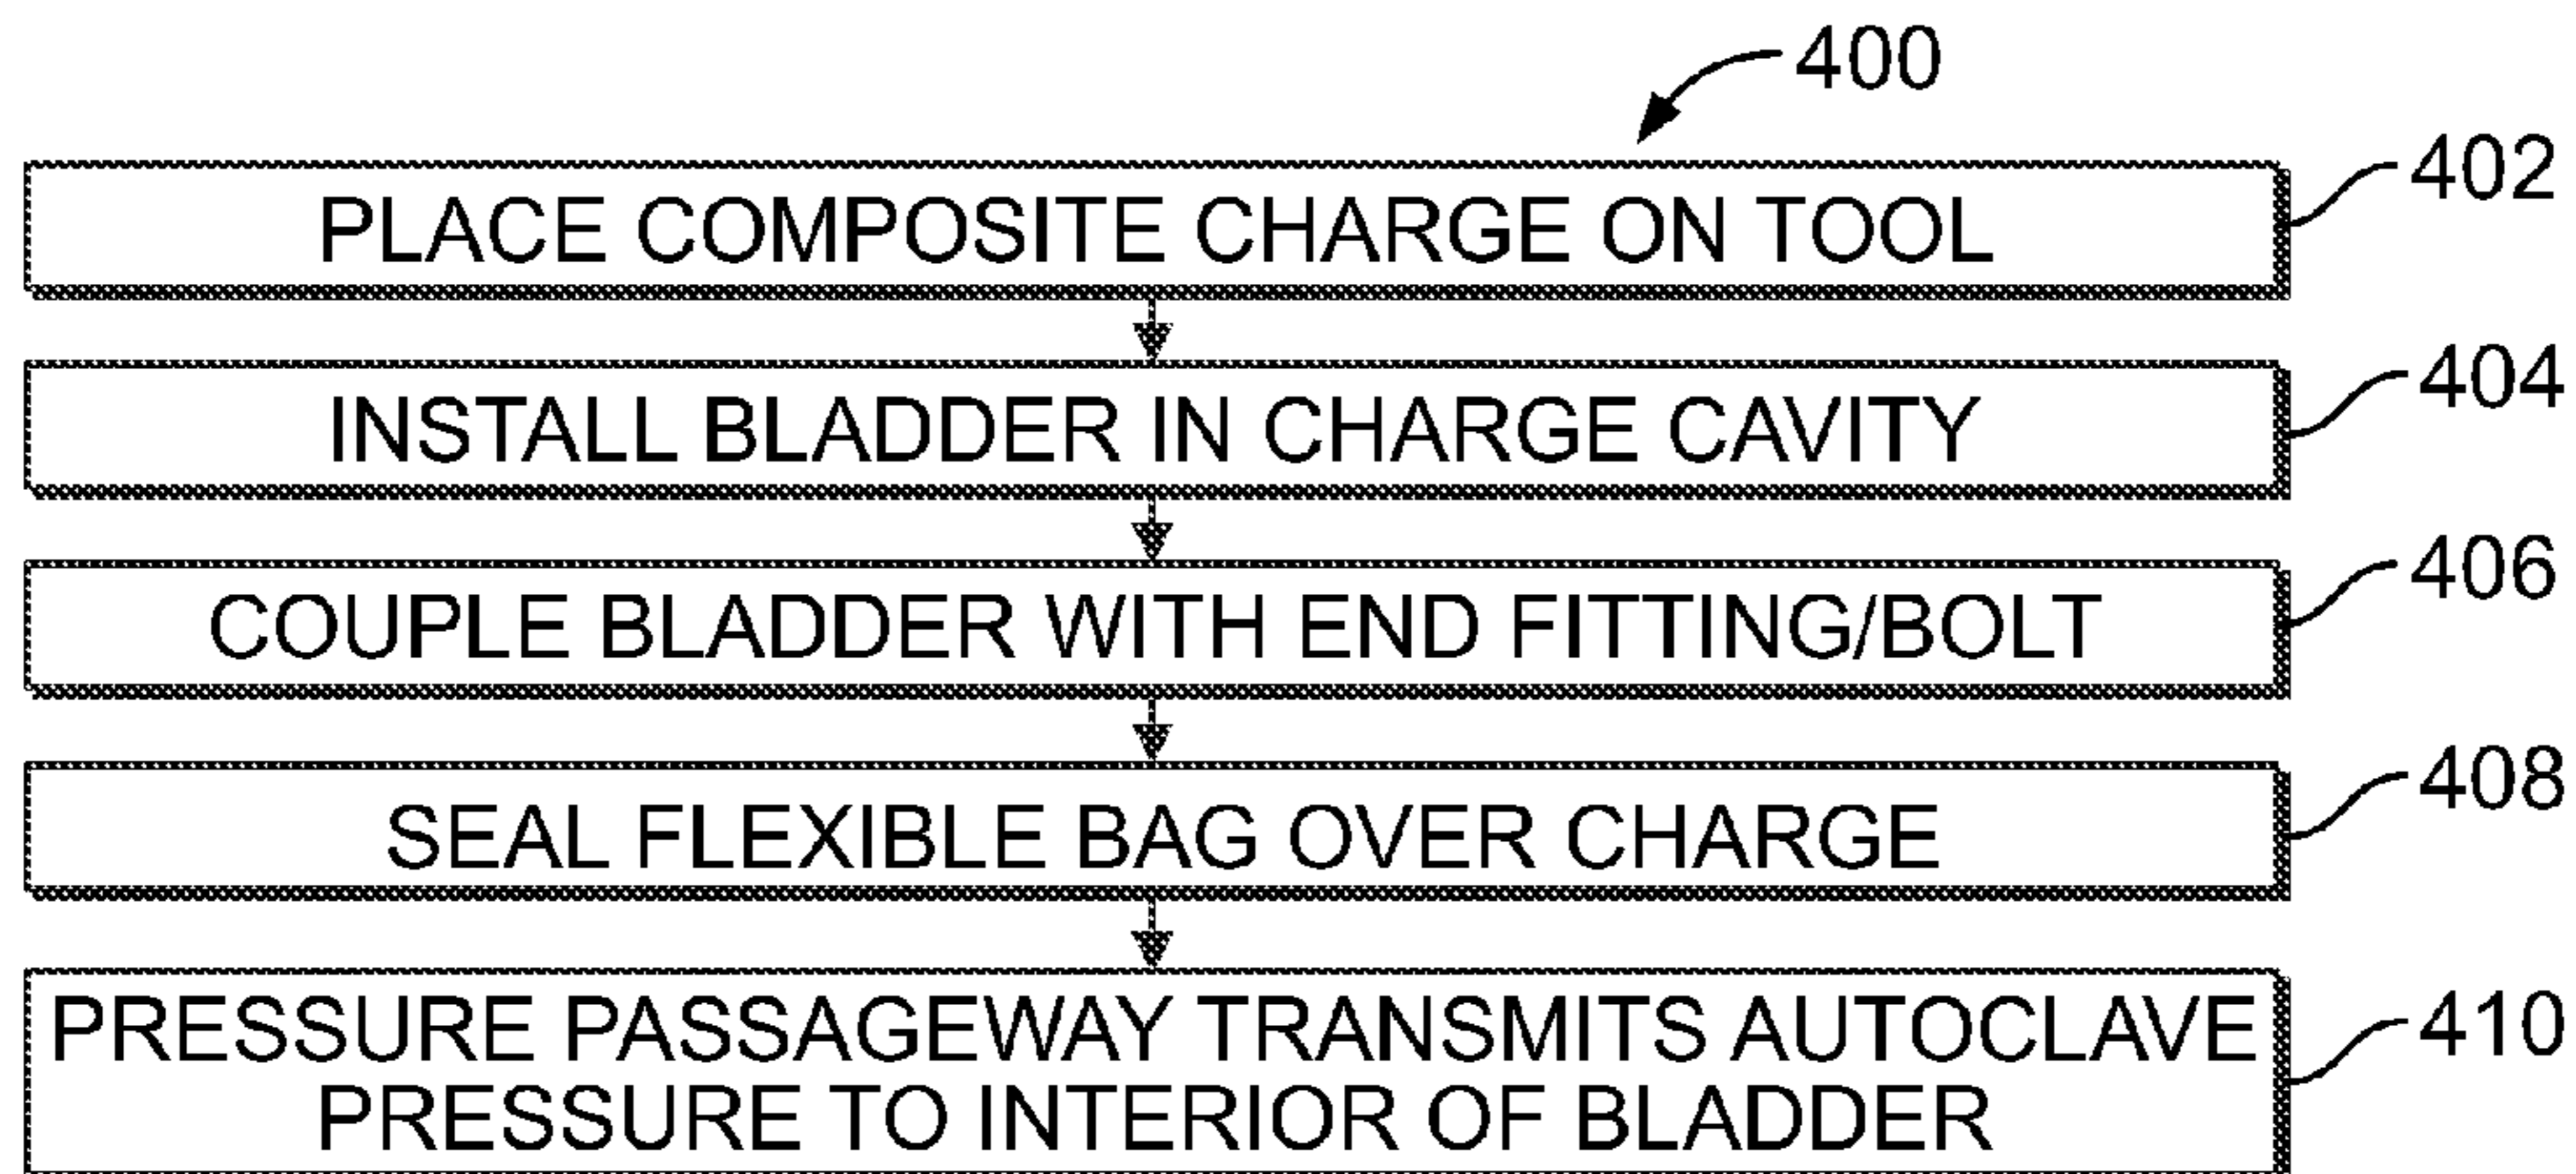 400
PLACE COMPOSITE CHARGE ON TOOL
402
INSTALL BLADDER IN CHARGE CAVITY
404
COUPLE BLADDER WITH END FITTING/BOLT
406
SEAL FLEXIBLE BAG OVER CHARGE
408
PRESSURE PASSAGEWAY TRANSMITS AUTOCLAVE
PRESSURE TO INTERIOR OF BLADDER
410